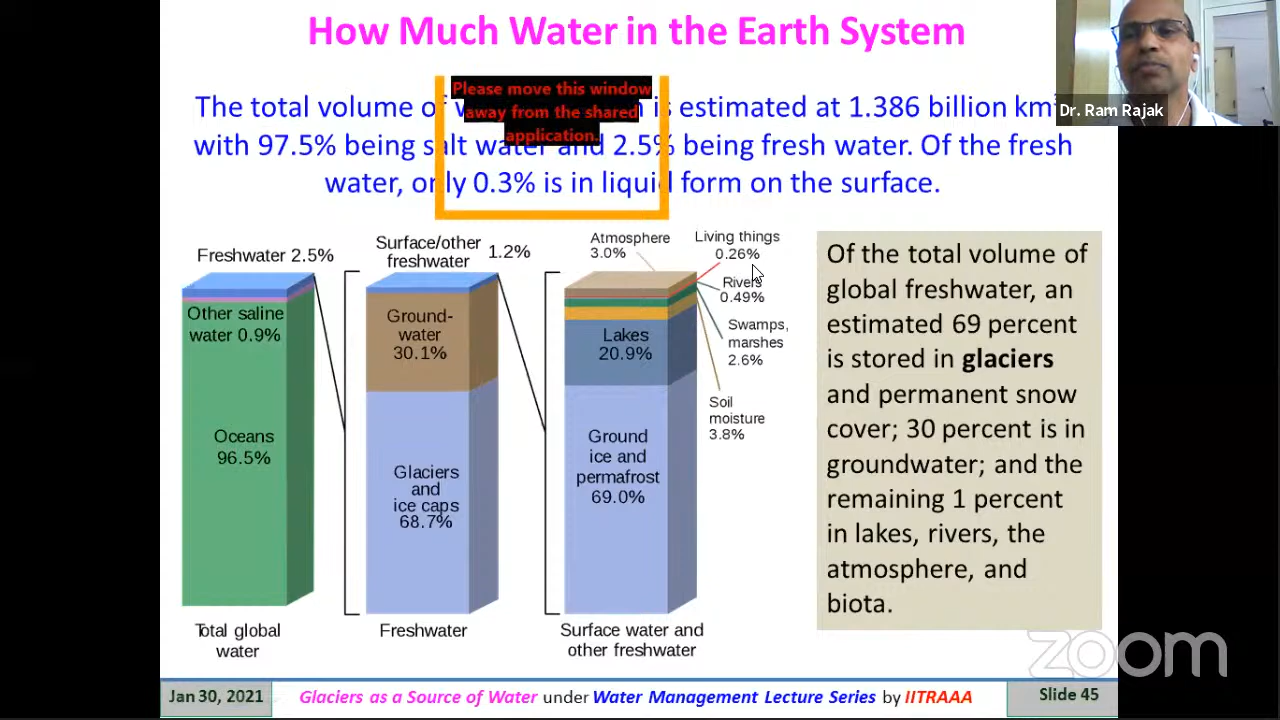 How Much Water in the Earth System
Please move this window
away from the shared
application.
The total volume of is estimated at 1.386 billion km
with 97.5% being salt water and 2.5% being fresh water. Of the fresh
water, only 0.3% is in liquid form on the surface.
Dr. Ram Rajak
Freshwater 2.5%
Other saline
water 0.9%
Oceans
96.5%
Total global
water
Surface/other
freshwater
1.2%
Ground-
water
30.1%
Glaciers
and
ice caps
68.7%
Freshwater
Atmosphere
3.0%
Living things
0.26%
Rivers
0.49%
Swamps,
marshes
2.6%
Soil
moisture
3.8%
Lakes
20.9%
Ground
ice and
permafrost
69.0%
Surface water and
other freshwater
Of the total volume of
global freshwater, an
estimated 69 percent
is stored in glaciers
and permanent snow
cover; 30 percent is in
groundwater; and the
remaining 1 percent
in lakes, rivers, the
atmosphere, and
biota.
zoom
Jan 30, 2021
Glaciers as a Source of Water under Water Management Lecture Series by IITRAAA
Slide 45